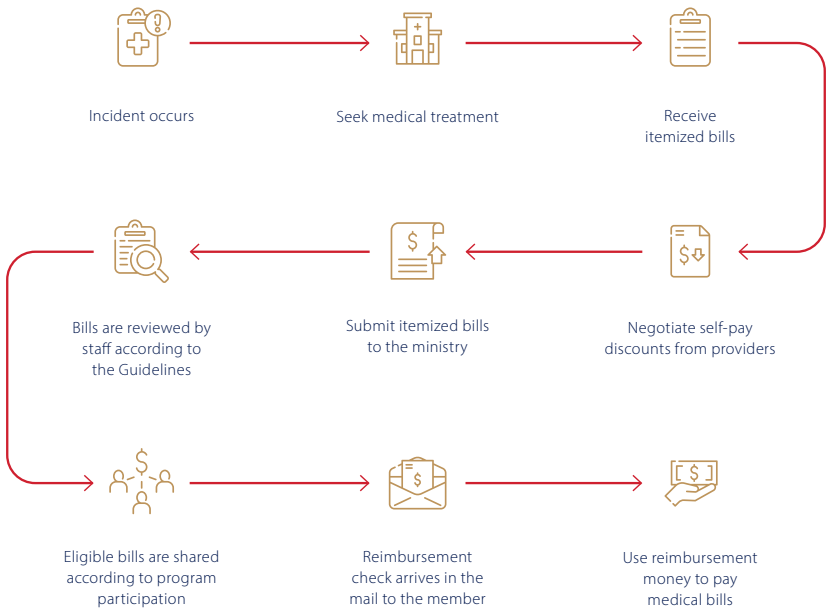 Incident occurs
Seek medical treatment
Receive
itemized bills
Negotiate self-pay
discounts from providers
Submit itemized bills
to the ministry
Bills are reviewed by
staff according to
the Guidelines
Eligible bills are shared
according to program
participation
Reimbursement
check arrives in the
mail to the member
Use reimbursement
money to pay
medical bills